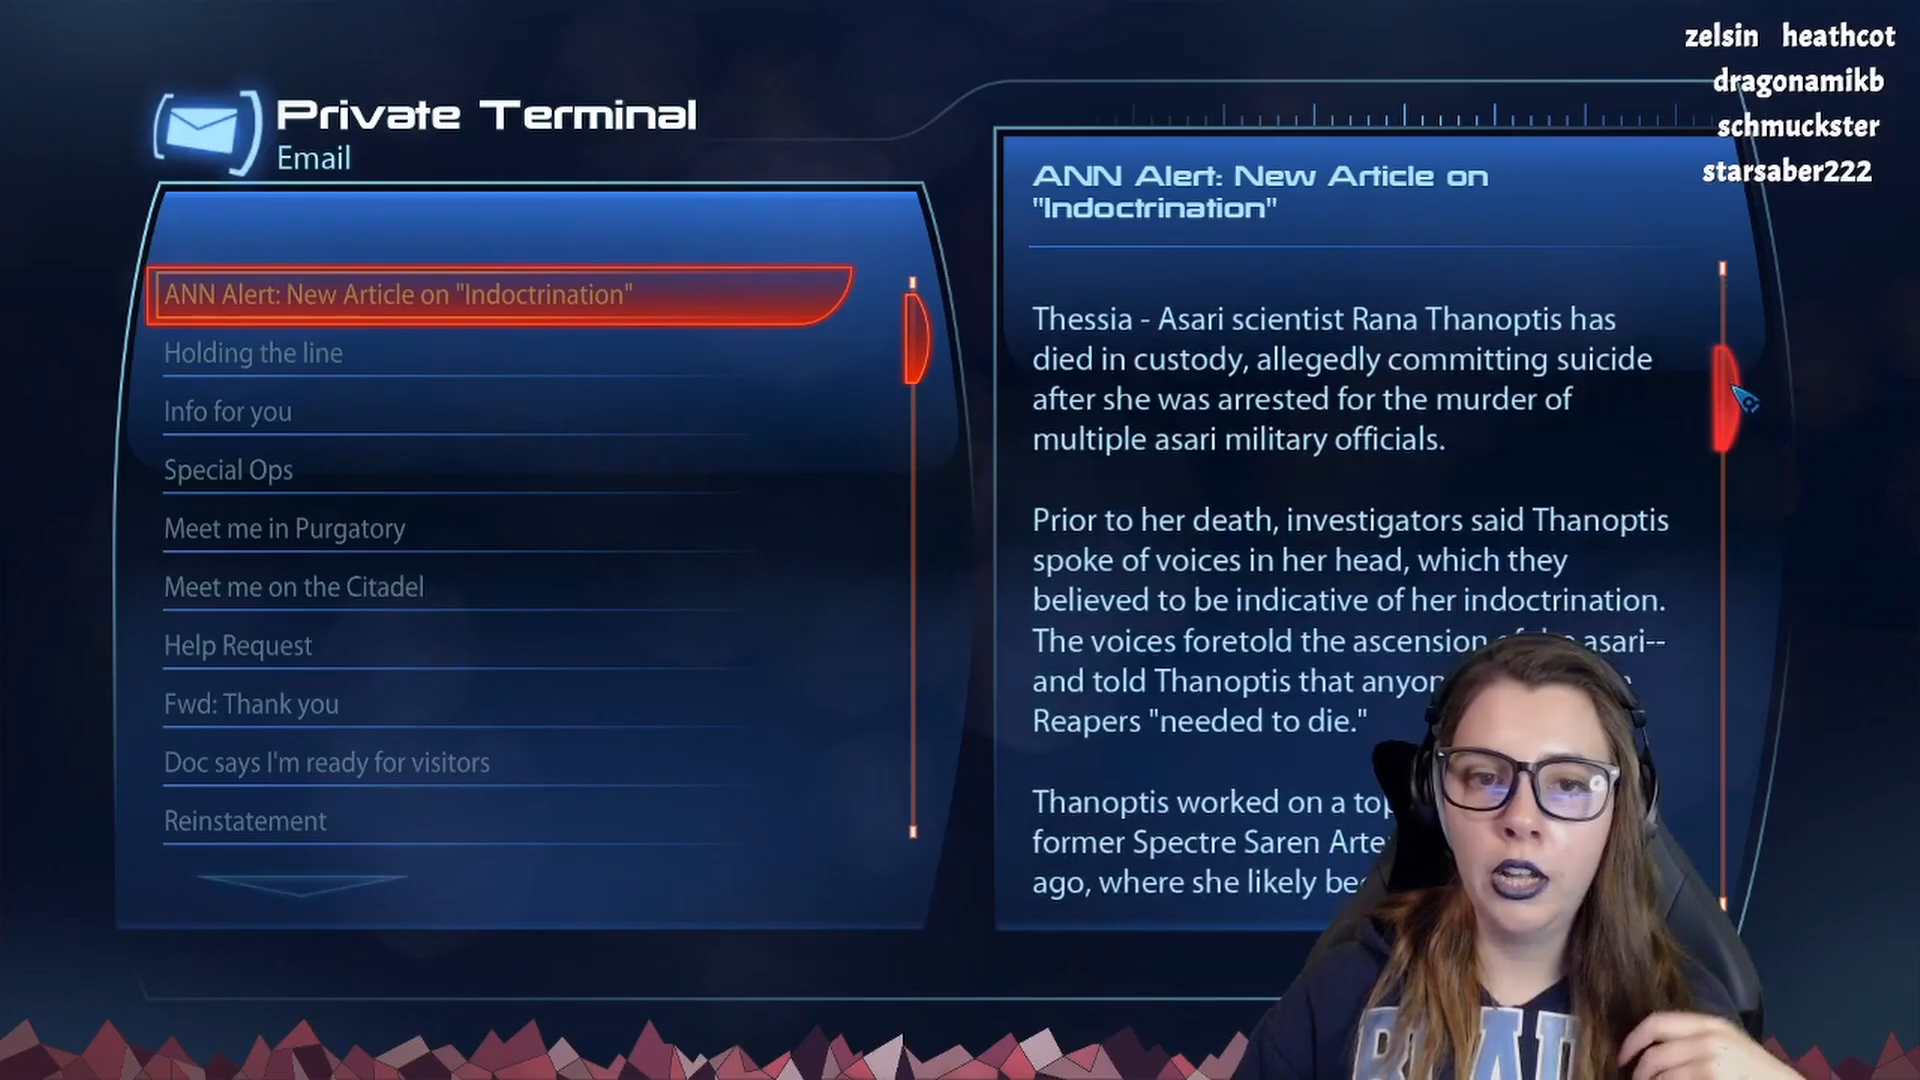 zelsin heathcot
dragonamikb
schmuckster
starsaber222
Private Terminal
Email
ANN Alert: New Article on "Indoctrination"
Holding the line
Info for you
Special Ops
Meet me in Purgatory
Meet me on the Citadel
Help Request
Fwd: Thank you
Doc says I'm ready for visitors
Reinstatement
ANN Alert: New Article on
"Indoctrination"
Thessia - Asari scientist Rana Thanoptis has
died in custody, allegedly committing suicide
after she was arrested for the murder of
multiple asari military officials.
Prior to her death, investigators said Thanoptis
spoke of voices in her head, which they
believed to be indicative of her indoctrination.
The voices foretold the ascension of the asari--
and told Thanoptis that
Reapers "needed to die."
Thanoptis worked on a
former Spectre Saren
ago, where she likely